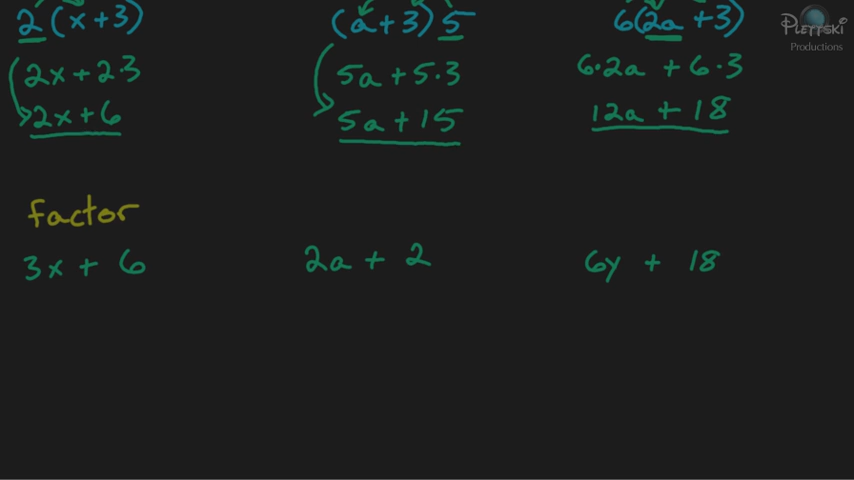 2(x+3) (a+3)5 6(2a+3)
2x+2·3 5a+5·3 6·2a+6·3
2x+6 5a+15 12a+18
factor
3x+6 2a+2 6y+18
PLETPSKI
Productions